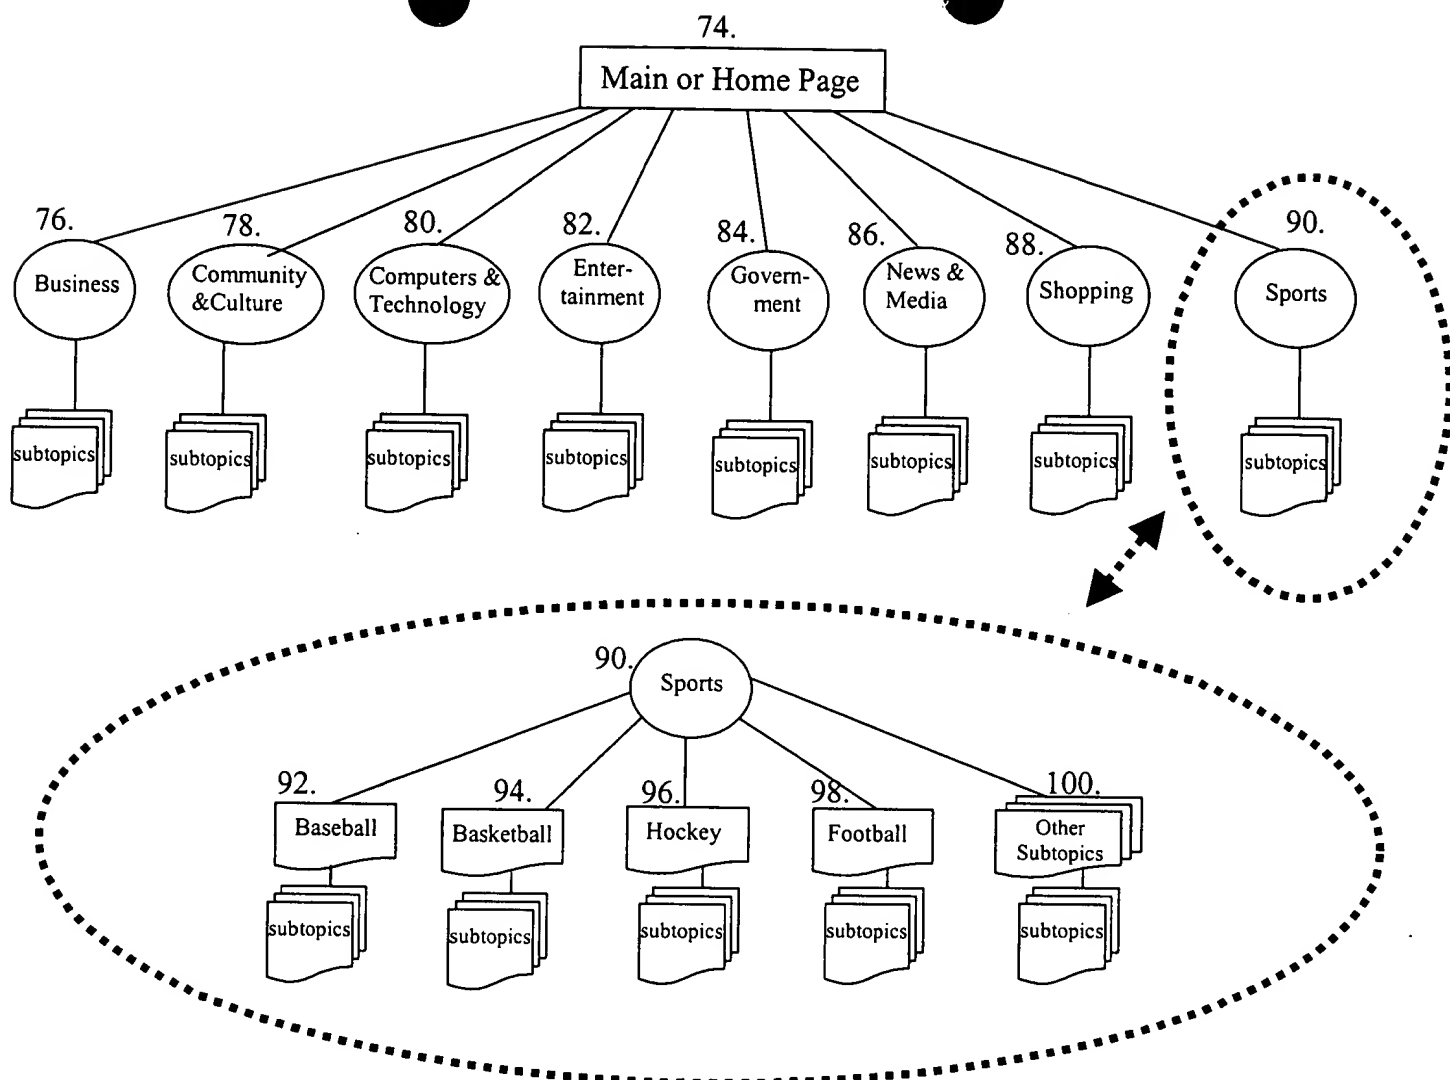 74.
Main or Home Page
76.
78.
80.
82.
84.
86.
88.
90.
Business
Community
&Culture
Computers &
Technology
Enter-
tainment
Govern-
ment
News &
Media
Shopping
Sports
subtopics
subtopics
subtopics
subtopics
subtopics
subtopics
subtopics
subtopics
90.
Sports
92.
94.
96.
98.
100.
Baseball
Basketball
Hockey
Football
Other
Subtopics
subtopics
subtopics
subtopics
subtopics
subtopics